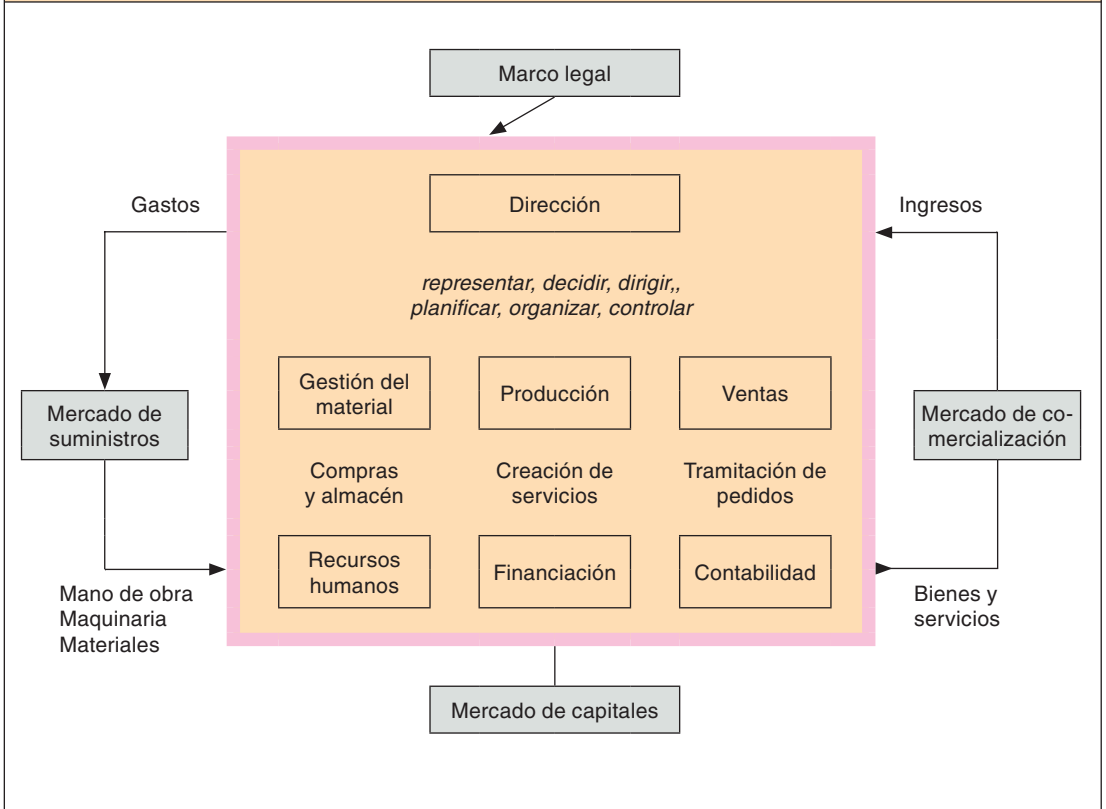 Marco legal
Gastos
Dirección
Ingresos
representar, decidir, dirigir,,
planificar, organizar, controlar
Mercado de
suministros
Gestión del
material
Producción
Ventas
Mercado de co-
mercialización
Compras
y almacén
Creación de
servicios
Tramitación de
pedidos
Recursos
humanos
Financiación
Contabilidad
Mano de obra
Maquinaria
Materiales
Bienes y
servicios
Mercado de capitales